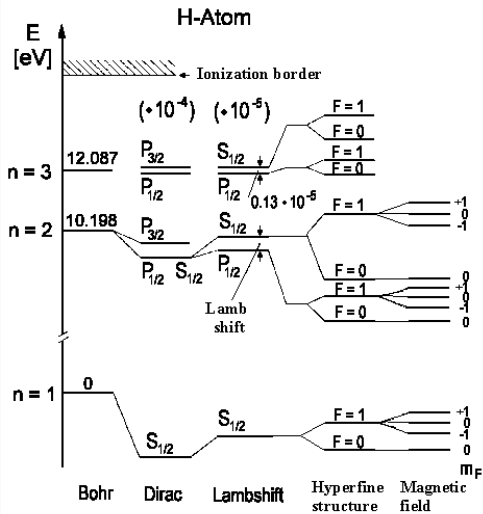 H-Atom
E
[eV]
Ionization border
(·10⁻⁴) (·10⁻⁵)
F = 1
P3/2 S1/2 F = 0
12.087 F = 1
n = 3 F = 0
P1/2 P1/2
0.13 · 10⁻⁵
10.198 S1/2 F = 1 +1
n = 2 P3/2 0
-1
P1/2 S1/2 P1/2 F = 0 0
F = 1 +1
0
Lamb -1
shift F = 0 0
n = 1 0
S1/2 F = 1 +1
0
-1
S1/2 F = 0 0
mF
Bohr Dirac Lambshift Hyperfine Magnetic
structure field